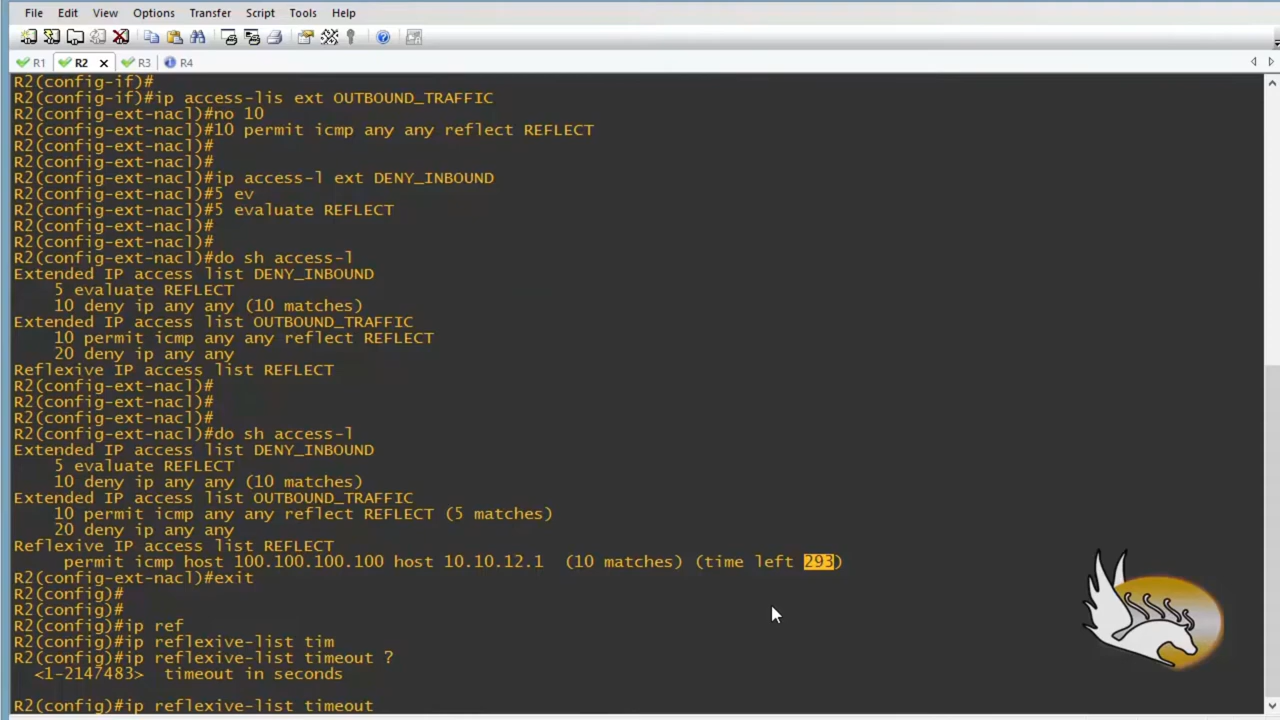 File Edit View Options Transfer Script Tools Help
R1 R2 R3 R4
R2(config-if)#
R2(config-if)#ip access-lis ext OUTBOUND_TRAFFIC
R2(config-ext-nacl)#no 10
R2(config-ext-nacl)#10 permit icmp any any reflect REFLECT
R2(config-ext-nacl)#
R2(config-ext-nacl)#
R2(config-ext-nacl)#ip access-l ext DENY_INBOUND
R2(config-ext-nacl)#5 ev
R2(config-ext-nacl)#5 evaluate REFLECT
R2(config-ext-nacl)#
R2(config-ext-nacl)#
R2(config-ext-nacl)#do sh access-l
Extended IP access list DENY_INBOUND
    5 evaluate REFLECT
    10 deny ip any any (10 matches)
Extended IP access list OUTBOUND_TRAFFIC
    10 permit icmp any any reflect REFLECT
    20 deny ip any any
Reflexive IP access list REFLECT
R2(config-ext-nacl)#
R2(config-ext-nacl)#
R2(config-ext-nacl)#
R2(config-ext-nacl)#do sh access-l
Extended IP access list DENY_INBOUND
    5 evaluate REFLECT
    10 deny ip any any (10 matches)
Extended IP access list OUTBOUND_TRAFFIC
    10 permit icmp any any reflect REFLECT (5 matches)
    20 deny ip any any
Reflexive IP access list REFLECT
     permit icmp host 100.100.100.100 host 10.10.12.1  (10 matches) (time left 293)
R2(config-ext-nacl)#exit
R2(config)#
R2(config)#
R2(config)#ip ref
R2(config)#ip reflexive-list tim
R2(config)#ip reflexive-list timeout ?
  <1-2147483>  timeout in seconds
R2(config)#ip reflexive-list timeout